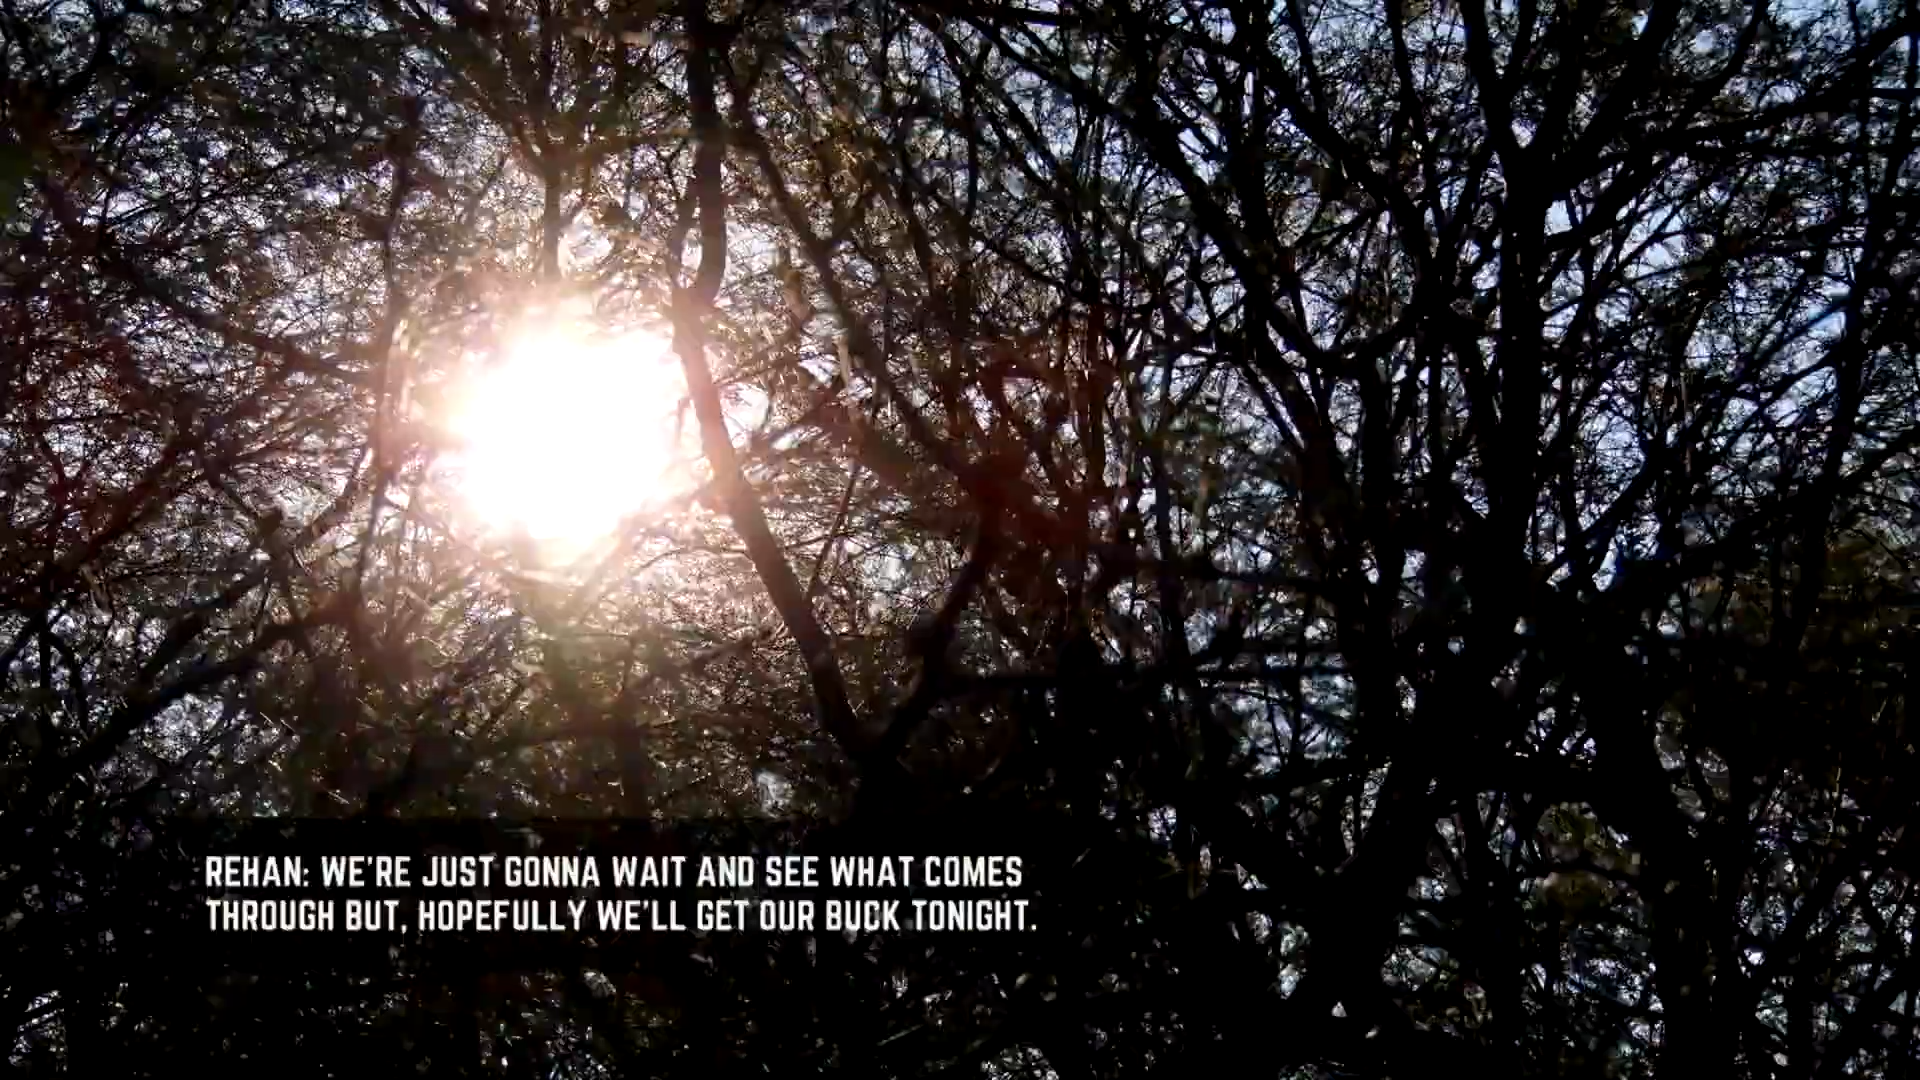 REHAN: WE'RE JUST GONNA WAIT AND SEE WHAT COMES
THROUGH BUT, HOPEFULLY WE'LL GET OUR BUCK TONIGHT.